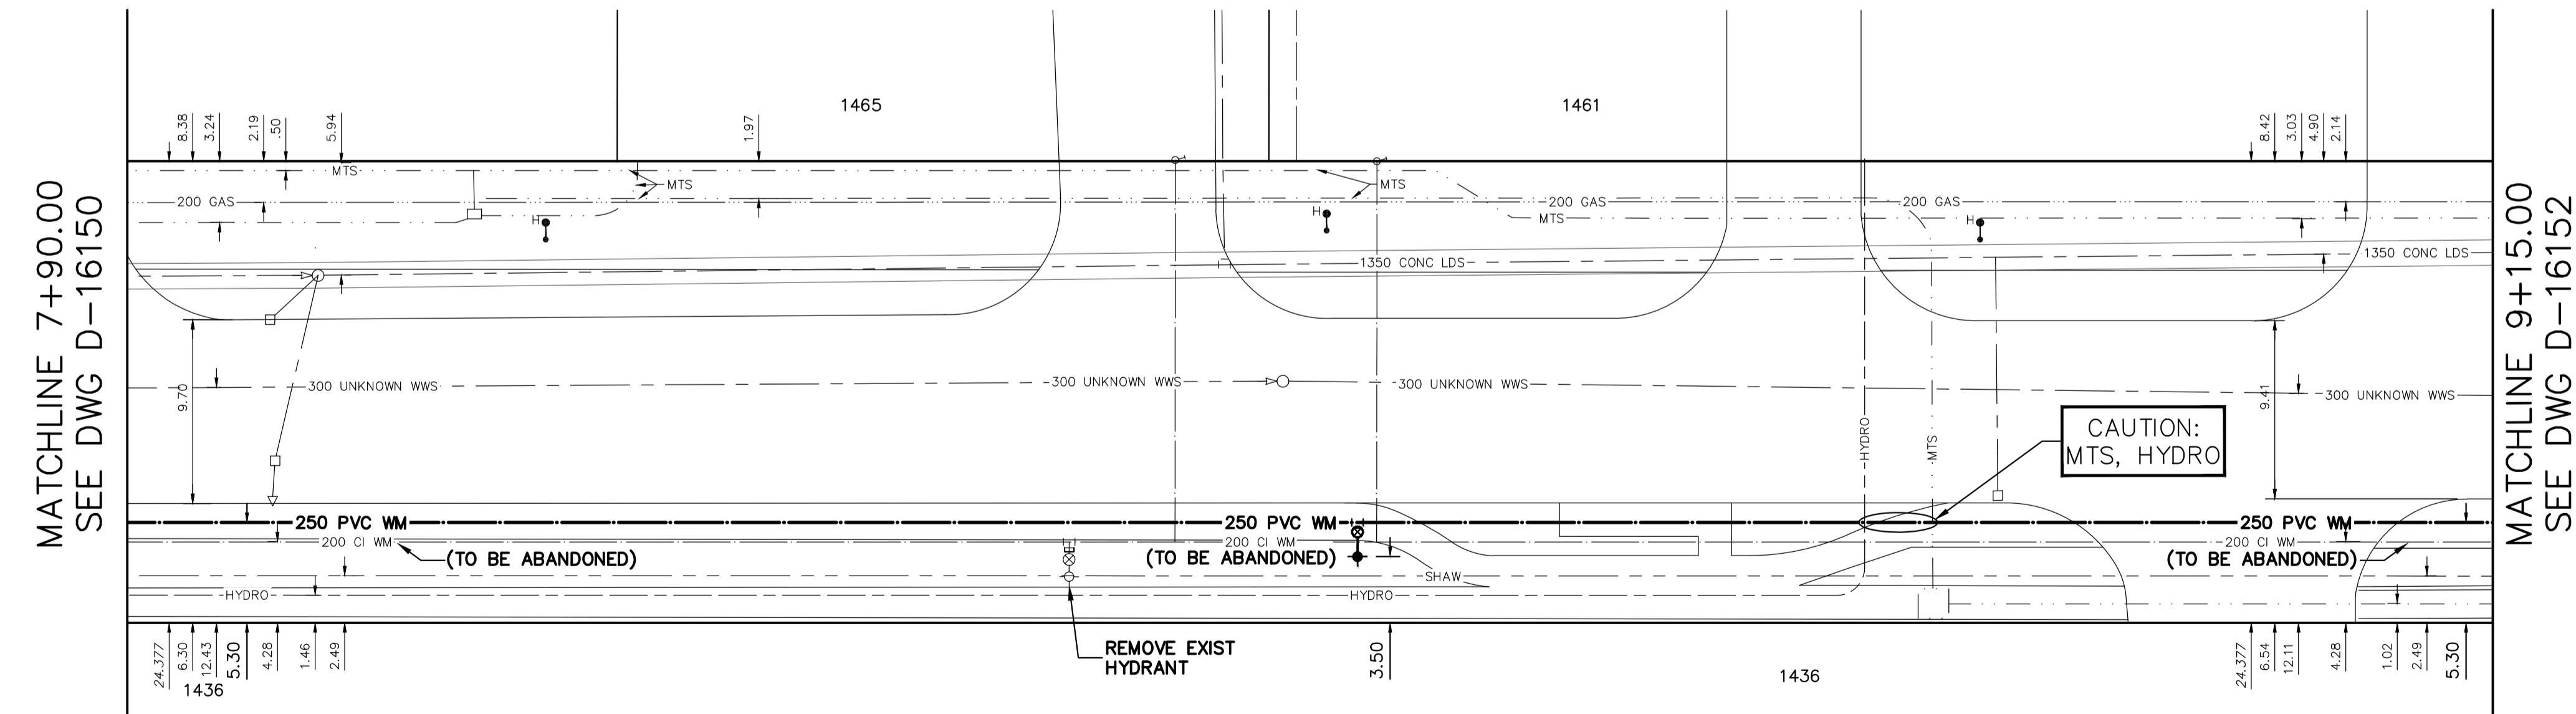 MATCHLINE 7+90.00
SEE DWG D-16150
1465
1461
8.38
3.24
2.19
.50
5.94
1.97
8.42
3.03
4.90
2.14
MTS
MTS
MTS
200 GAS
200 GAS
200 GAS
H
H
H
MTS
1350 CONC LDS
1350 CONC LDS
9.70
300 UNKNOWN WWS
300 UNKNOWN WWS
300 UNKNOWN WWS
300 UNKNOWN WWS
9.41
HYDRO
MTS
CAUTION:
MTS, HYDRO
250 PVC WM
250 PVC WM
250 PVC WM
200 CI WM
200 CI WM
200 CI WM
(TO BE ABANDONED)
(TO BE ABANDONED)
(TO BE ABANDONED)
SHAW
HYDRO
HYDRO
REMOVE EXIST
HYDRANT
24.377
6.30
12.43
5.30
4.28
1.46
2.49
3.50
24.377
6.54
12.11
4.28
1.02
2.49
5.30
1436
1436
MATCHLINE 9+15.00
SEE DWG D-16152